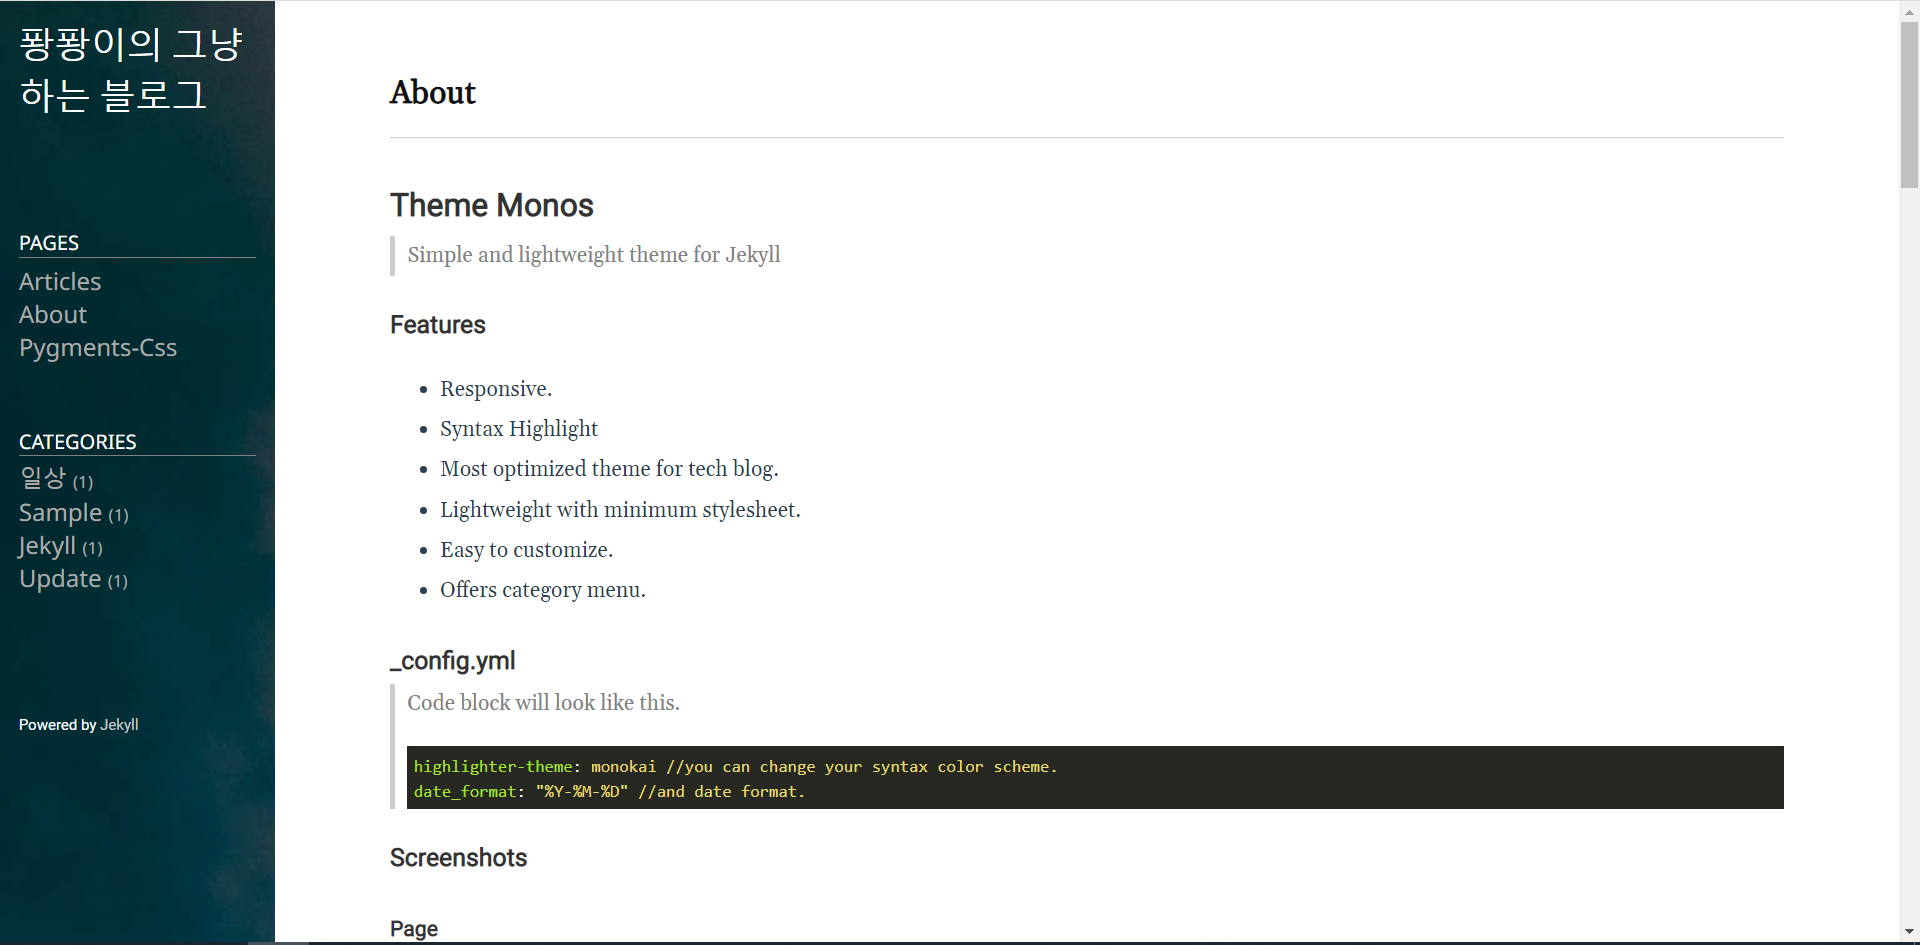 퐝퐝이의 그냥
하는 블로그
PAGES
Articles
About
Pygments-Css
CATEGORIES
일상 (1)
Sample (1)
Jekyll (1)
Update (1)
Powered by Jekyll
About
Theme Monos
Simple and lightweight theme for Jekyll
Features
• Responsive.
• Syntax Highlight
• Most optimized theme for tech blog.
• Lightweight with minimum stylesheet.
• Easy to customize.
• Offers category menu.
_config.yml
Code block will look like this.
highlighter-theme: monokai //you can change your syntax color scheme.
date_format: "%Y-%M-%D" //and date format.
Screenshots
Page